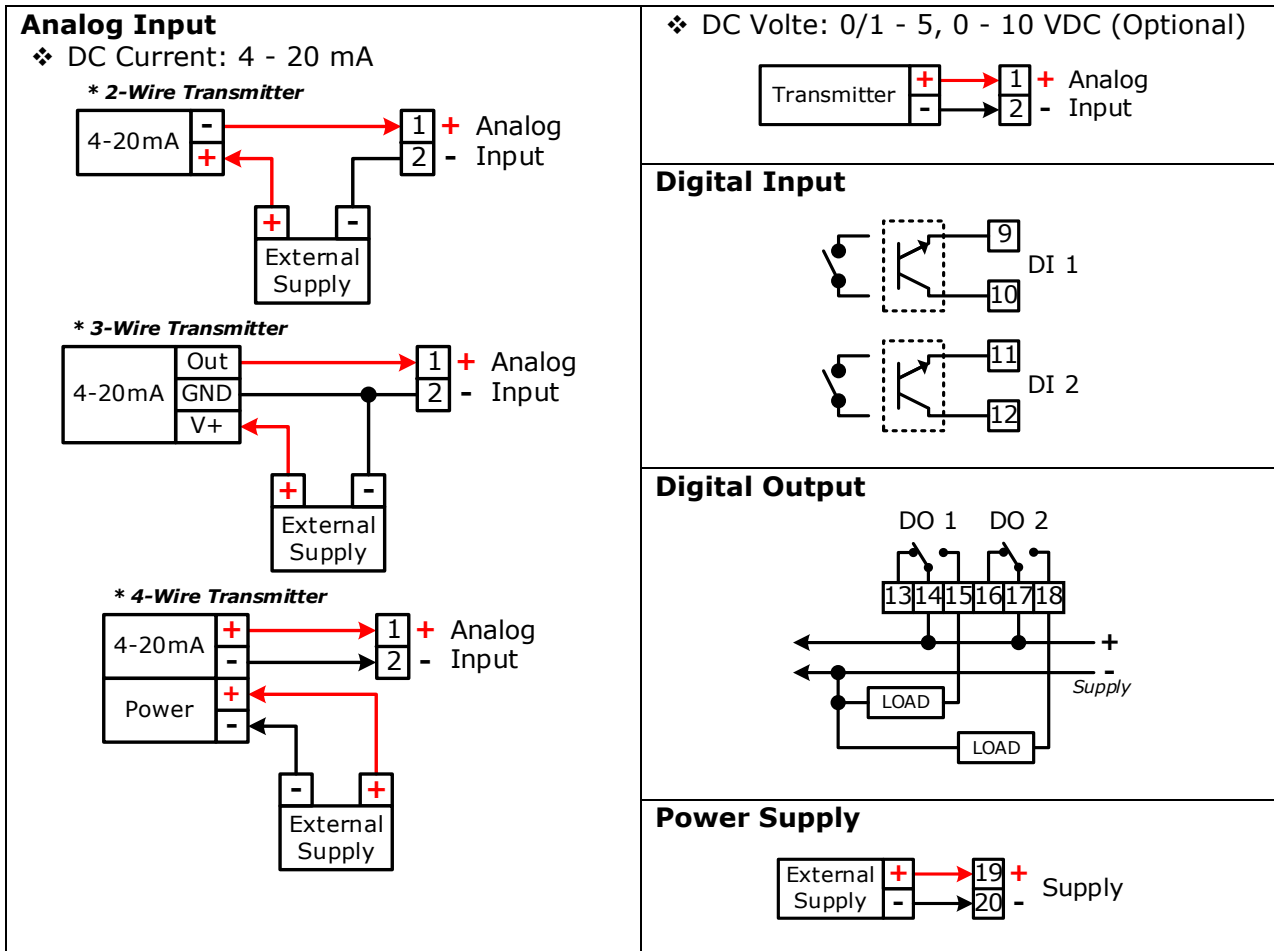 Analog Input
❖ DC Current: 4 - 20 mA
* 2-Wire Transmitter
4-20mA
-
+
1 + Analog
2 - Input
+ -
External
Supply
* 3-Wire Transmitter
4-20mA
Out
GND
V+
1 + Analog
2 - Input
+ -
External
Supply
* 4-Wire Transmitter
4-20mA
+
-
Power
+
-
1 + Analog
2 - Input
- +
External
Supply
❖ DC Volte: 0/1 - 5, 0 - 10 VDC (Optional)
Transmitter
+
-
1 + Analog
2 - Input
Digital Input
9
DI 1
10
11
DI 2
12
Digital Output
DO 1 DO 2
13 14 15 16 17 18
+
-
Supply
LOAD
LOAD
Power Supply
External
Supply
+
-
19 +
20 -
Supply